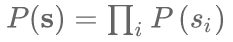 P(𝐬) = ∏ᵢ P (sᵢ)